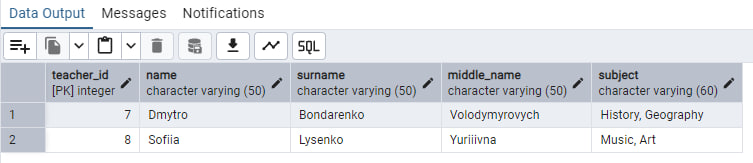 Data Output Messages Notifications
SQL
teacher_id name surname middle_name subject
[PK] integer character varying (50) character varying (50) character varying (50) character varying (60)
1 7 Dmytro Bondarenko Volodymyrovych History, Geography
2 8 Sofiia Lysenko Yuriiivna Music, Art